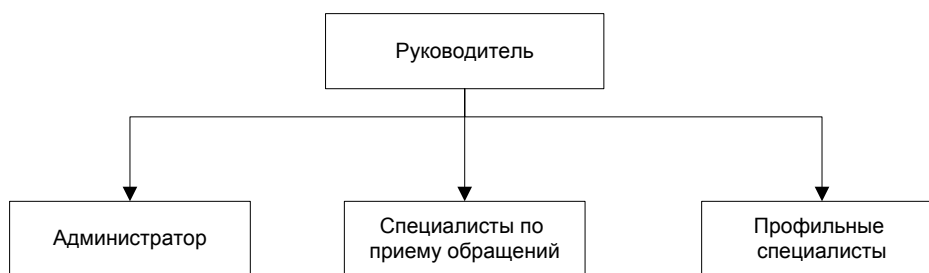 Руководитель
Администратор
Специалисты по
приему обращений
Профильные
специалисты